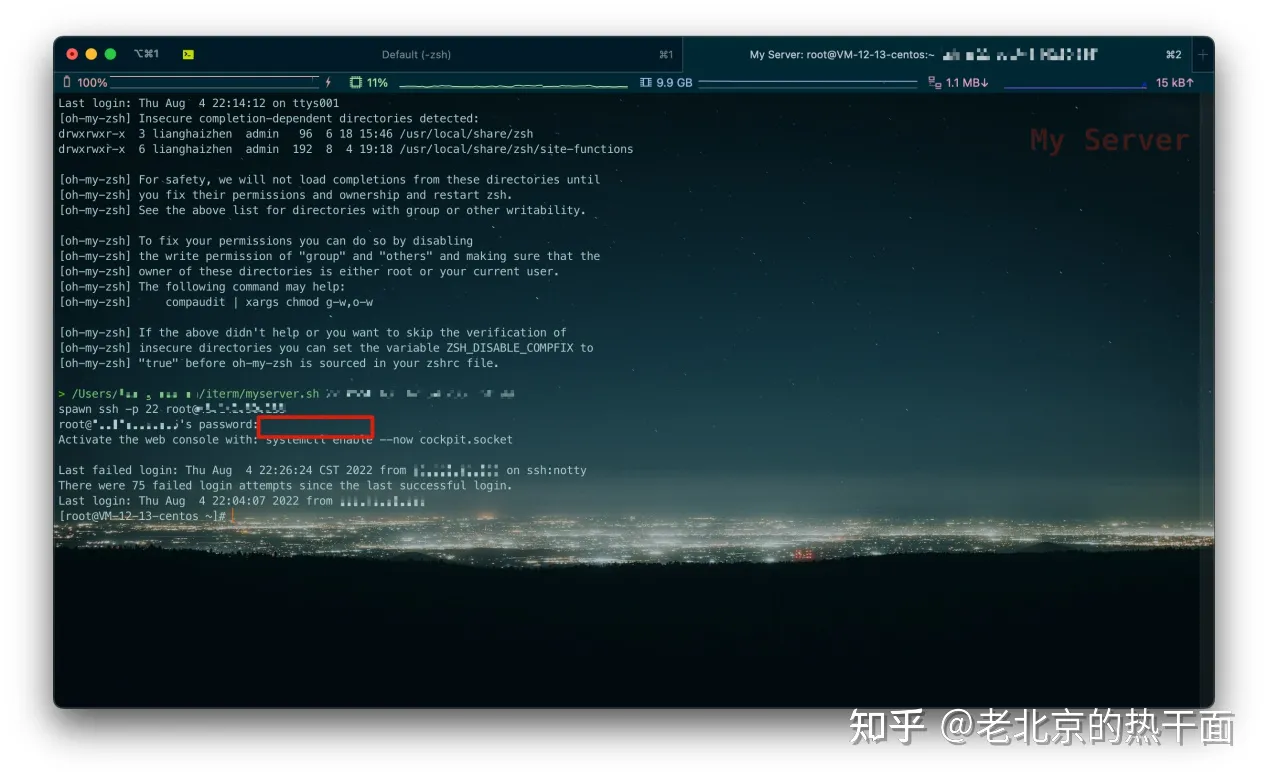 ⌥⌘1 Default (-zsh) ⌘1 My Server: root@VM-12-13-centos:~ ⌘2 +
100% 11% 9.9 GB 1.1 MB↓ 15 kB↑
Last login: Thu Aug  4 22:14:12 on ttys001
[oh-my-zsh] Insecure completion-dependent directories detected:
My Server
drwxrwxr-x  3 lianghaizhen  admin   96  6 18 15:46 /usr/local/share/zsh
drwxrwxr-x  6 lianghaizhen  admin  192  8  4 19:18 /usr/local/share/zsh/site-functions
[oh-my-zsh] For safety, we will not load completions from these directories until
[oh-my-zsh] you fix their permissions and ownership and restart zsh.
[oh-my-zsh] See the above list for directories with group or other writability.
[oh-my-zsh] To fix your permissions you can do so by disabling
[oh-my-zsh] the write permission of "group" and "others" and making sure that the
[oh-my-zsh] owner of these directories is either root or your current user.
[oh-my-zsh] The following command may help:
[oh-my-zsh]     compaudit | xargs chmod g-w,o-w
[oh-my-zsh] If the above didn't help or you want to skip the verification of
[oh-my-zsh] insecure directories you can set the variable ZSH_DISABLE_COMPFIX to
[oh-my-zsh] "true" before oh-my-zsh is sourced in your zshrc file.
> /Users/ /iterm/myserver.sh
spawn ssh -p 22 root@
root@ 's password:
Activate the web console with: systemctl enable --now cockpit.socket
Last failed login: Thu Aug  4 22:26:24 CST 2022 from on ssh:notty
There were 75 failed login attempts since the last successful login.
Last login: Thu Aug  4 22:04:07 2022 from
[root@VM-12-13-centos ~]#
知乎 @老北京的热干面